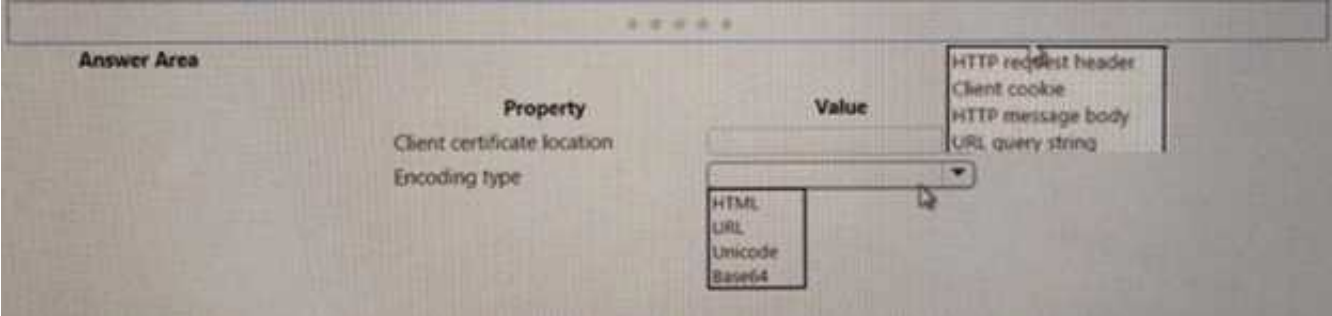 Answer Area
HTTP request header
Client cookie
HTTP message body
URL query string
Property Value
Client certificate location
Encoding type
HTML
URL
Unicode
Base64